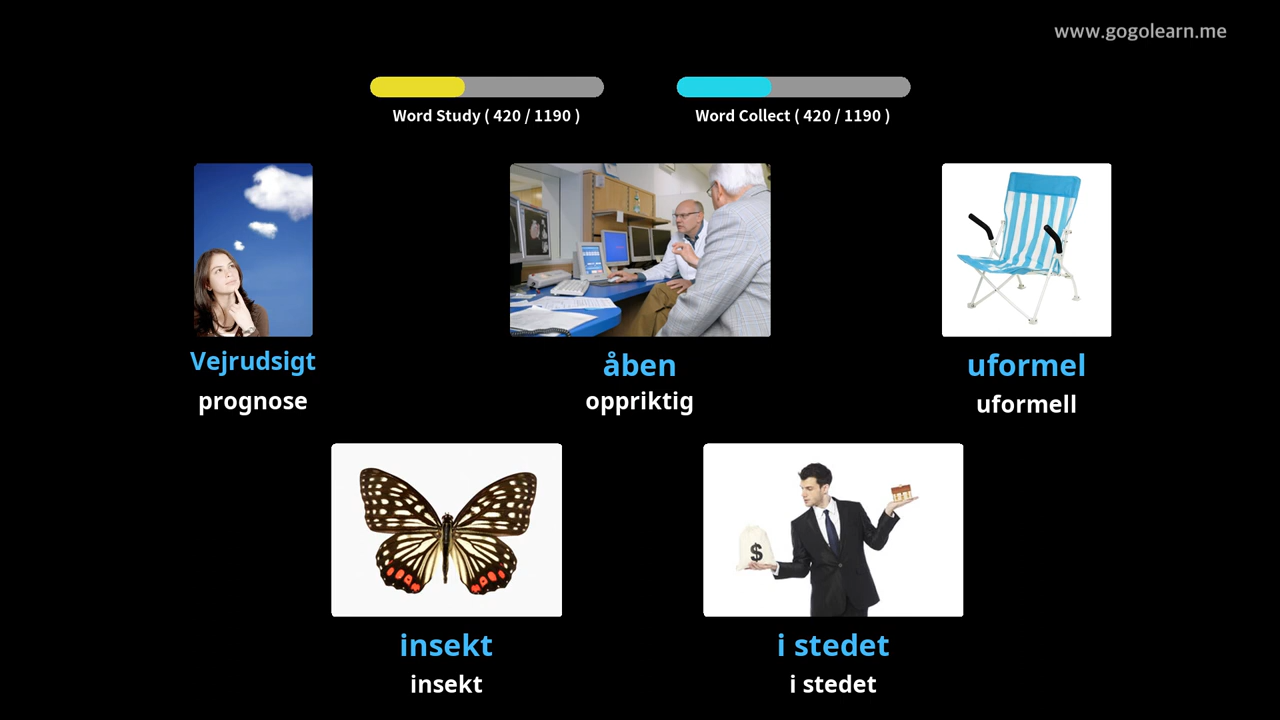 www.gogolearn.me
Word Study ( 420 / 1190 )
Word Collect ( 420 / 1190 )
Vejrudsigt
prognose
åben
oppriktig
uformel
uformell
$
insekt
insekt
i stedet
i stedet